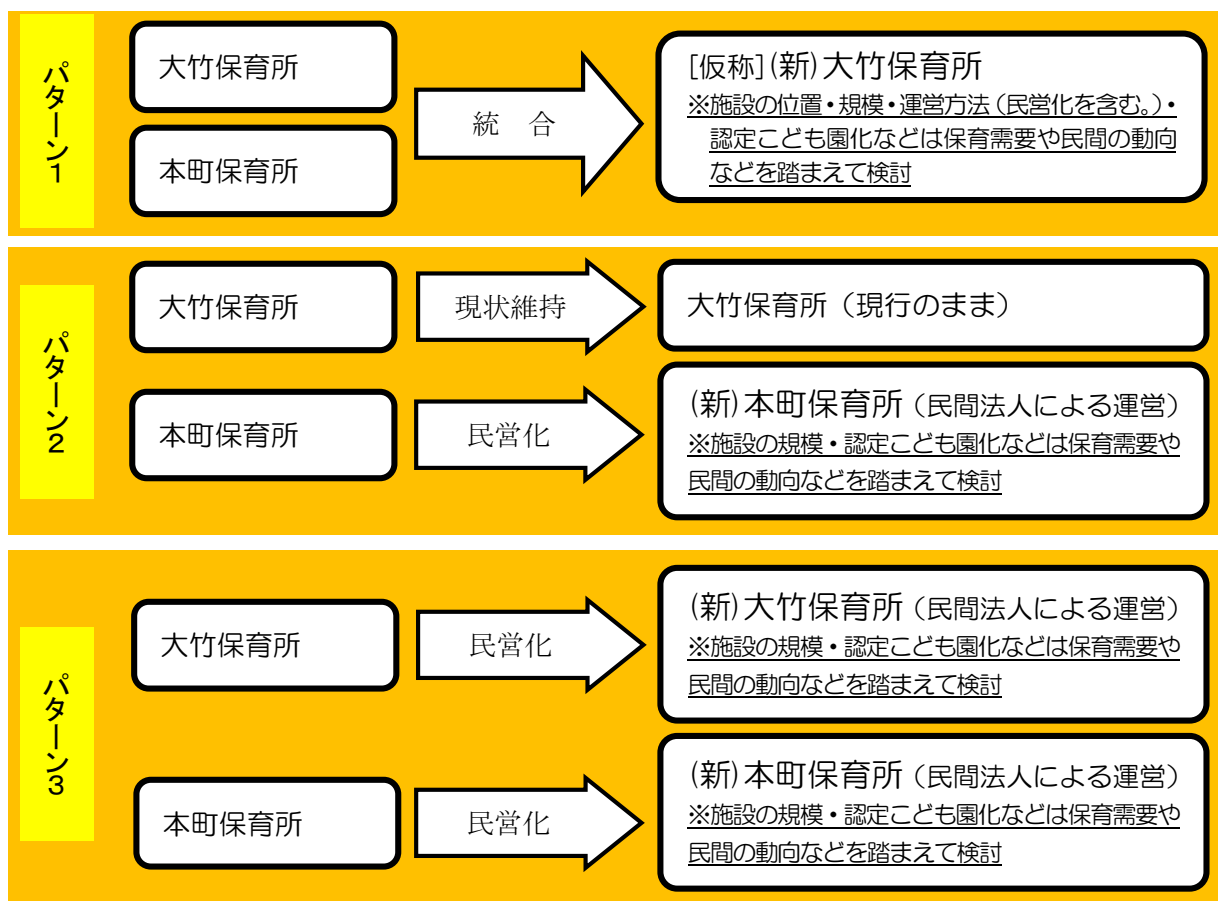 パターン1
大竹保育所
本町保育所
統　合
[仮称](新)大竹保育所
※施設の位置・規模・運営方法（民営化を含む。）・
認定こども園化などは保育需要や民間の動向
などを踏まえて検討
パターン2
大竹保育所
現状維持
大竹保育所（現行のまま）
本町保育所
民営化
(新)本町保育所（民間法人による運営）
※施設の規模・認定こども園化などは保育需要や
民間の動向などを踏まえて検討
パターン3
大竹保育所
民営化
(新)大竹保育所（民間法人による運営）
※施設の規模・認定こども園化などは保育需要や
民間の動向などを踏まえて検討
本町保育所
民営化
(新)本町保育所（民間法人による運営）
※施設の規模・認定こども園化などは保育需要や
民間の動向などを踏まえて検討